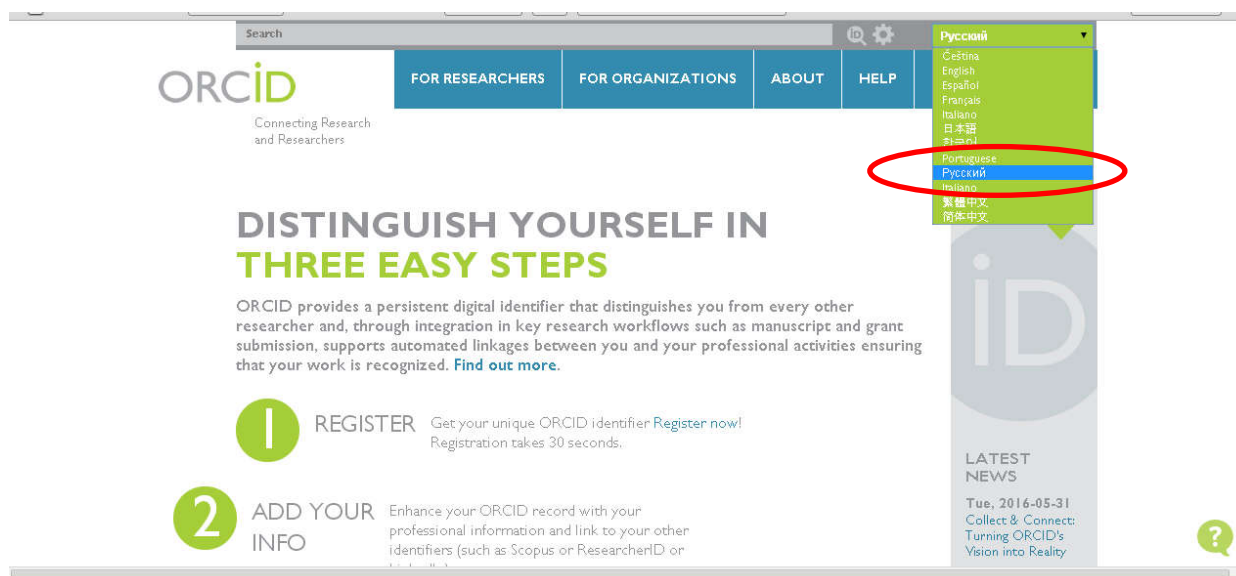 Search
Русский
Čeština
English
Español
Français
Italiano
日本語
한국어
Portuguese
Русский
Italiano
繁體中文
简体中文
ORCID
Connecting Research
and Researchers
FOR RESEARCHERS
FOR ORGANIZATIONS
ABOUT
HELP
DISTINGUISH YOURSELF IN
THREE EASY STEPS
ORCID provides a persistent digital identifier that distinguishes you from every other
researcher and, through integration in key research workflows such as manuscript and grant
submission, supports automated linkages between you and your professional activities ensuring
that your work is recognized. Find out more.
1
REGISTER
Get your unique ORCID identifier Register now!
Registration takes 30 seconds.
2
ADD YOUR
INFO
Enhance your ORCID record with your
professional information and link to your other
identifiers (such as Scopus or ResearcherID or
iD
LATEST
NEWS
Tue, 2016-05-31
Collect & Connect:
Turning ORCID's
Vision into Reality
?